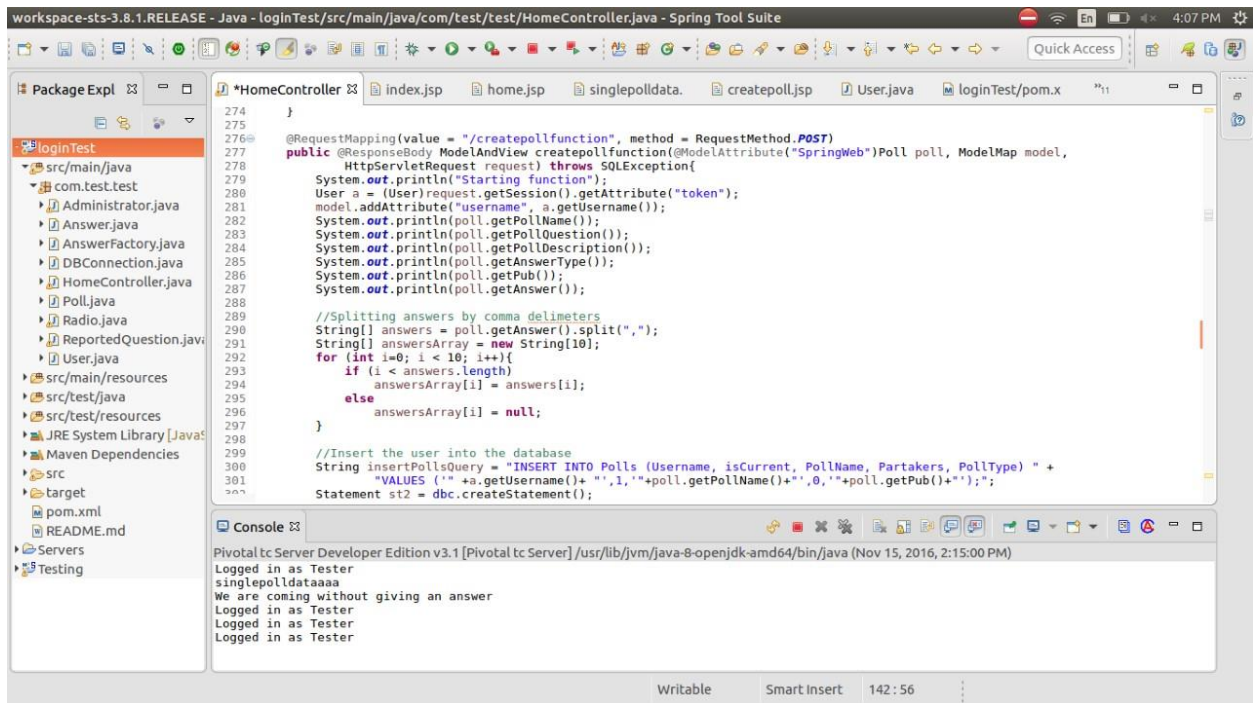 workspace-sts-3.8.1.RELEASE - Java - loginTest/src/main/java/com/test/test/HomeController.java - Spring Tool Suite
En
4:07 PM
Quick Access
Package Expl
loginTest
src/main/java
com.test.test
Administrator.java
Answer.java
AnswerFactory.java
DBConnection.java
HomeController.java
Poll.java
Radio.java
ReportedQuestion.java
User.java
src/main/resources
src/test/java
src/test/resources
JRE System Library [JavaS
Maven Dependencies
src
target
pom.xml
README.md
Servers
Testing
*HomeController
index.jsp
home.jsp
singlepolldata.
createpoll.jsp
User.java
loginTest/pom.x
»11
274 }
275
276 @RequestMapping(value = "/createpollfunction", method = RequestMethod.POST)
277 public @ResponseBody ModelAndView createpollfunction(@ModelAttribute("SpringWeb")Poll poll, ModelMap model,
278 HttpServletRequest request) throws SQLException{
279 System.out.println("Starting function");
280 User a = (User)request.getSession().getAttribute("token");
281 model.addAttribute("username", a.getUsername());
282 System.out.println(poll.getPollName());
283 System.out.println(poll.getPollQuestion());
284 System.out.println(poll.getPollDescription());
285 System.out.println(poll.getAnswerType());
286 System.out.println(poll.getPub());
287 System.out.println(poll.getAnswer());
288
289 //Splitting answers by comma delimeters
290 String[] answers = poll.getAnswer().split(",");
291 String[] answersArray = new String[10];
292 for (int i=0; i < 10; i++){
293 if (i < answers.length)
294 answersArray[i] = answers[i];
295 else
296 answersArray[i] = null;
297 }
298
299 //Insert the user into the database
300 String insertPollsQuery = "INSERT INTO Polls (Username, isCurrent, PollName, Partakers, PollType) " +
301 "VALUES ('" +a.getUsername()+ "',1,'"+poll.getPollName()+"',0,'"+poll.getPub()+"');";
302 Statement st2 = dbc.createStatement();
Console
Pivotal tc Server Developer Edition v3.1 [Pivotal tc Server] /usr/lib/jvm/java-8-openjdk-amd64/bin/java (Nov 15, 2016, 2:15:00 PM)
Logged in as Tester
singlepolldataaaa
We are coming without giving an answer
Logged in as Tester
Logged in as Tester
Logged in as Tester
Writable
Smart Insert
142 : 56